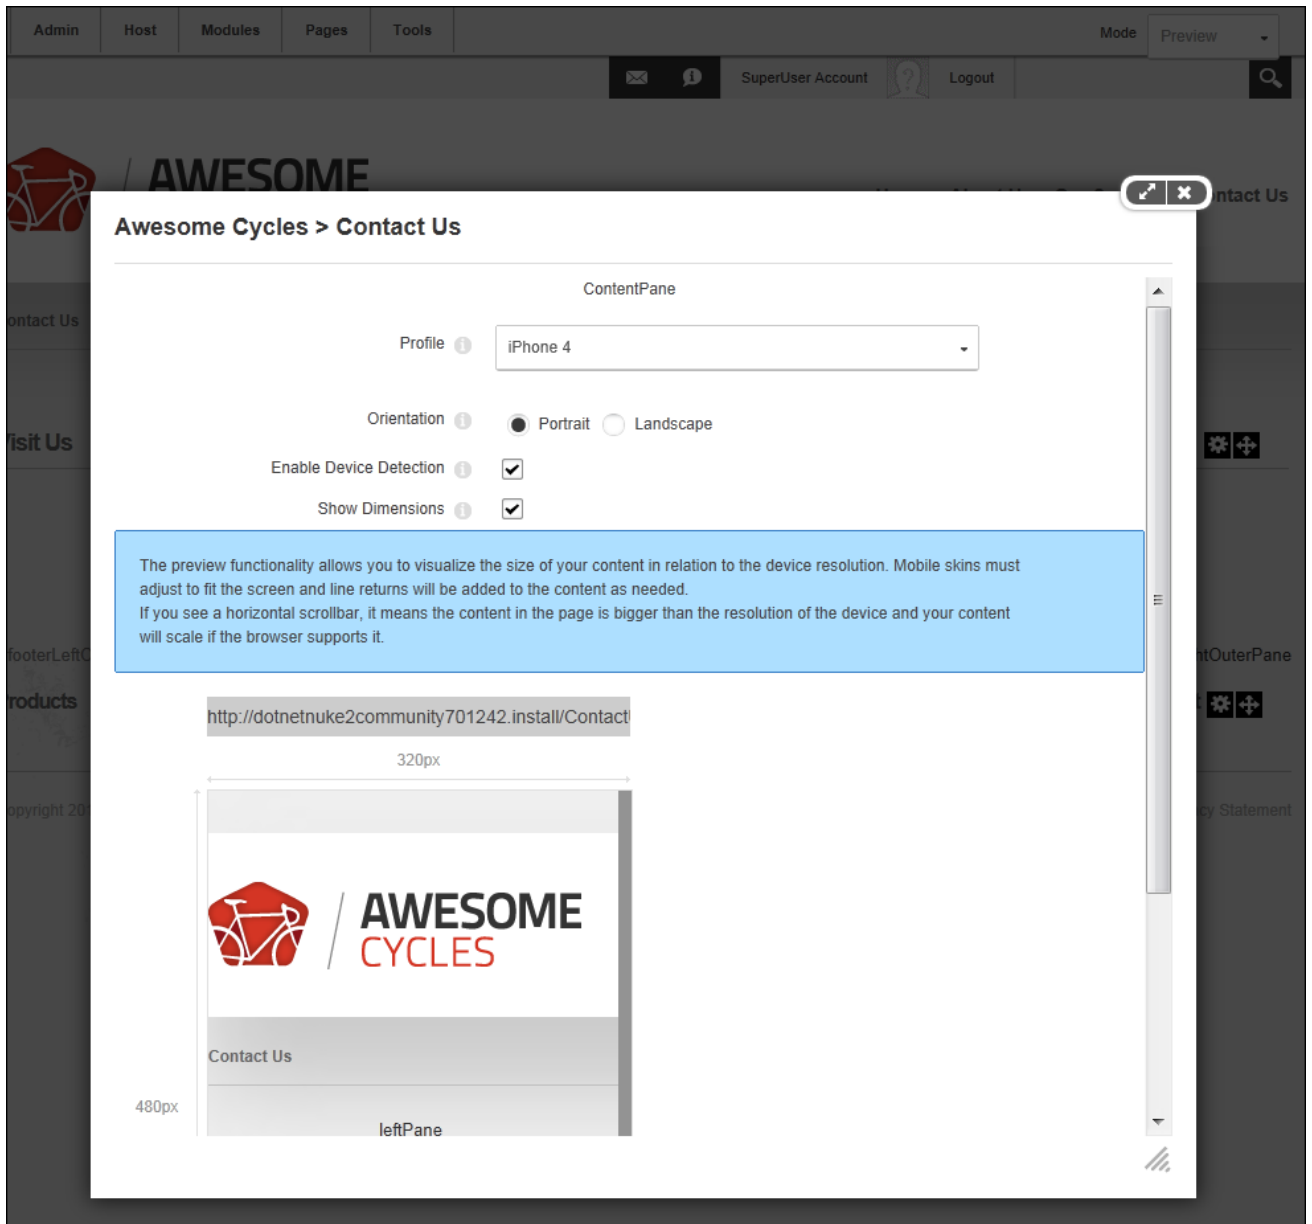 Admin Host Modules Pages Tools Mode Preview
SuperUser Account Logout
AWESOME
ntact Us
Awesome Cycles > Contact Us
ContentPane
ontact Us
Profile iPhone 4
Orientation Portrait Landscape
isit Us
Enable Device Detection
Show Dimensions
The preview functionality allows you to visualize the size of your content in relation to the device resolution. Mobile skins must
adjust to fit the screen and line returns will be added to the content as needed.
If you see a horizontal scrollbar, it means the content in the page is bigger than the resolution of the device and your content
will scale if the browser supports it.
footerLeftC
ntOuterPane
roducts
http://dotnetnuke2community701242.install/Contact
320px
opyright 20
cy Statement
AWESOME
CYCLES
Contact Us
480px
leftPane